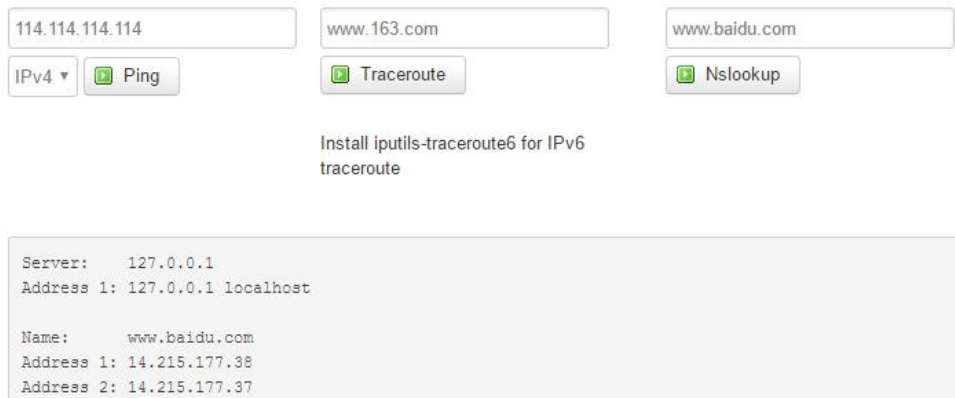 114.114.114.114
www.163.com
www.baidu.com
IPv4
Ping
Traceroute
Nslookup
Install iputils-traceroute6 for IPv6
traceroute
Server:    127.0.0.1
Address 1: 127.0.0.1 localhost
Name:      www.baidu.com
Address 1: 14.215.177.38
Address 2: 14.215.177.37